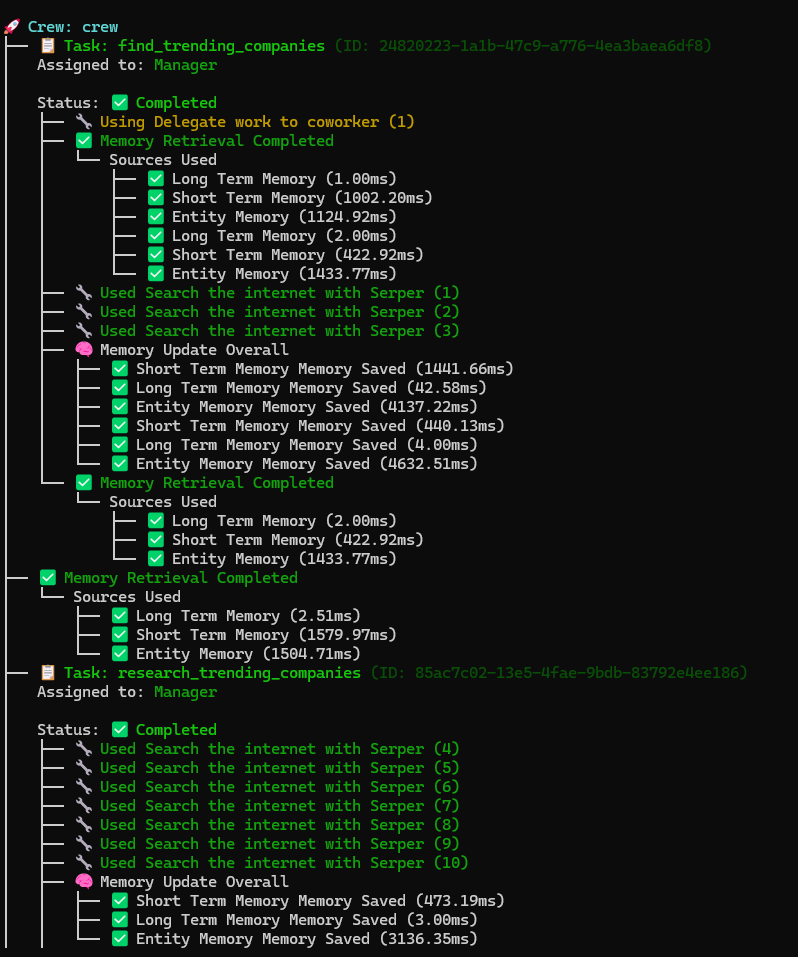 Crew: crew
Task: find_trending_companies (ID: 24820223-1a1b-47c9-a776-4ea3baea6df8)
Assigned to: Manager
Status: Completed
Using Delegate work to coworker (1)
Memory Retrieval Completed
Sources Used
Long Term Memory (1.00ms)
Short Term Memory (1002.20ms)
Entity Memory (1124.92ms)
Long Term Memory (2.00ms)
Short Term Memory (422.92ms)
Entity Memory (1433.77ms)
Used Search the internet with Serper (1)
Used Search the internet with Serper (2)
Used Search the internet with Serper (3)
Memory Update Overall
Short Term Memory Memory Saved (1441.66ms)
Long Term Memory Memory Saved (42.58ms)
Entity Memory Memory Saved (4137.22ms)
Short Term Memory Memory Saved (440.13ms)
Long Term Memory Memory Saved (4.00ms)
Entity Memory Memory Saved (4632.51ms)
Memory Retrieval Completed
Sources Used
Long Term Memory (2.00ms)
Short Term Memory (422.92ms)
Entity Memory (1433.77ms)
Memory Retrieval Completed
Sources Used
Long Term Memory (2.51ms)
Short Term Memory (1579.97ms)
Entity Memory (1504.71ms)
Task: research_trending_companies (ID: 85ac7c02-13e5-4fae-9bdb-83792e4ee186)
Assigned to: Manager
Status: Completed
Used Search the internet with Serper (4)
Used Search the internet with Serper (5)
Used Search the internet with Serper (6)
Used Search the internet with Serper (7)
Used Search the internet with Serper (8)
Used Search the internet with Serper (9)
Used Search the internet with Serper (10)
Memory Update Overall
Short Term Memory Memory Saved (473.19ms)
Long Term Memory Memory Saved (3.00ms)
Entity Memory Memory Saved (3136.35ms)